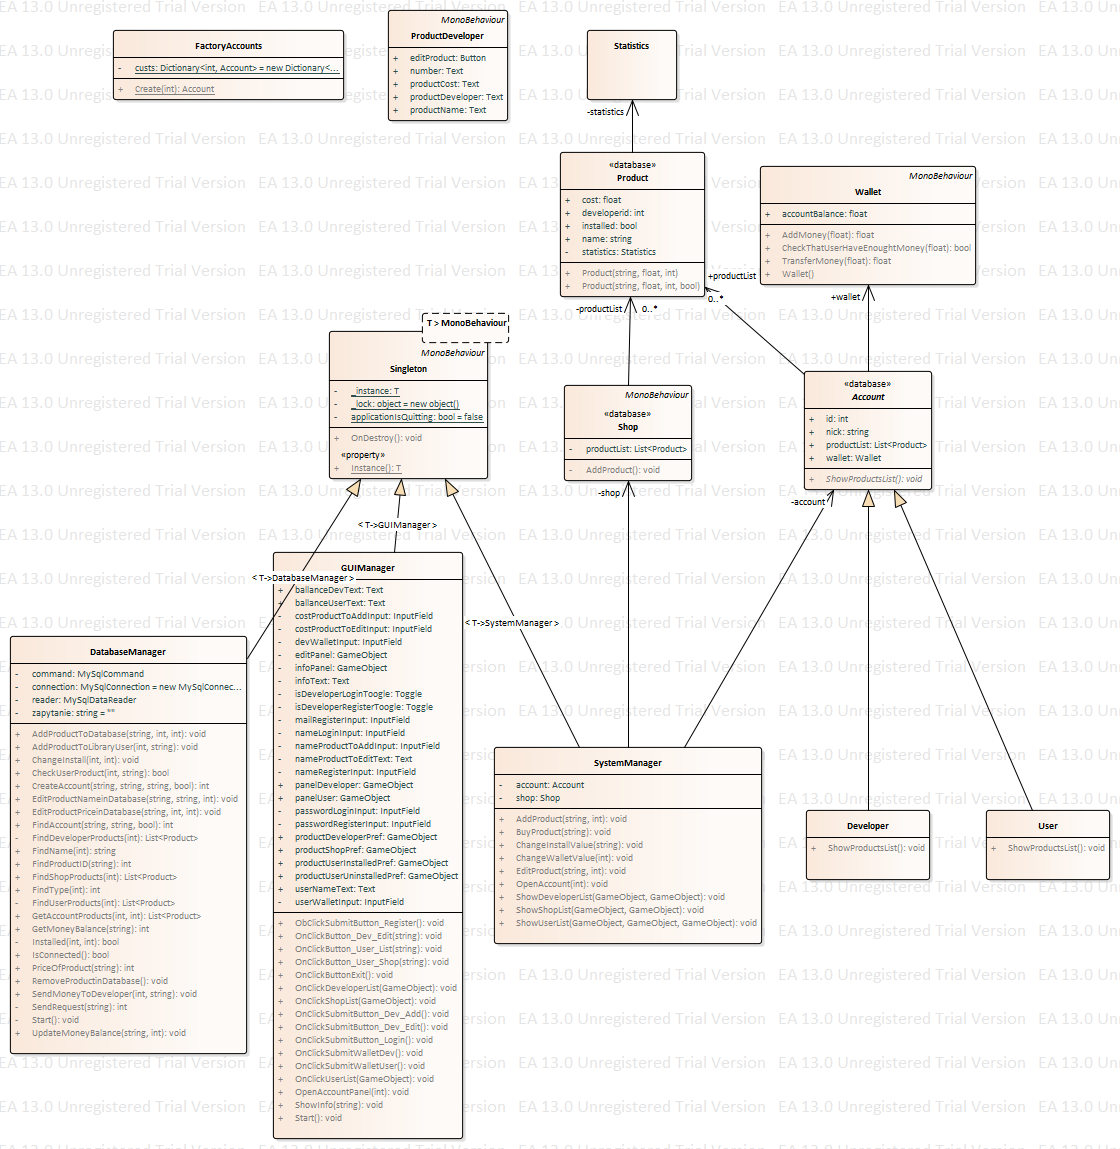 EA 13.0 Unregistered Trial Version
FactoryAccounts
- custs: Dictionary<int, Account> = new Dictionary<...
+ Create(int): Account
MonoBehaviour
ProductDeveloper
+ editProduct: Button
+ number: Text
+ productCost: Text
+ productDeveloper: Text
+ productName: Text
Statistics
-statistics
«database»
Product
+ cost: float
+ developerid: int
+ installed: bool
+ name: string
- statistics: Statistics
+ Product(string, float, int)
+ Product(string, float, int, bool)
MonoBehaviour
Wallet
+ accountBalance: float
+ AddMoney(float): float
+ CheckThatUserHaveEnoughtMoney(float): bool
+ TransferMoney(float): float
+ Wallet()
+productList
0..*
-productList
0..*
+wallet
T > MonoBehaviour
MonoBehaviour
Singleton
- _instance: T
- _lock: object = new object()
- applicationIsQuitting: bool = false
+ OnDestroy(): void
«property»
+ Instance(): T
MonoBehaviour
«database»
Shop
- productList: List<Product>
- AddProduct(): void
«database»
Account
+ id: int
+ nick: string
+ productList: List<Product>
+ wallet: Wallet
+ ShowProductsList(): void
-shop
-account
< T->GUIManager >
< T->DatabaseManager >
< T->SystemManager >
GUIManager
+ ballanceDevText: Text
+ ballanceUserText: Text
- costProductToAddInput: InputField
- costProductToEditInput: InputField
- devWalletInput: InputField
- editPanel: GameObject
- infoPanel: GameObject
- infoText: Text
- isDeveloperLoginToogle: Toggle
- isDeveloperRegisterToogle: Toggle
- mailRegisterInput: InputField
- nameLoginInput: InputField
- nameProductToAddInput: InputField
- nameProductToEditText: Text
- nameRegisterInput: InputField
+ panelDeveloper: GameObject
+ panelUser: GameObject
- passwordLoginInput: InputField
- passwordRegisterInput: InputField
+ productDeveloperPref: GameObject
+ productShopPref: GameObject
+ productUserInstalledPref: GameObject
+ productUserUninstalledPref: GameObject
+ userNameText: Text
- userWalletInput: InputField
+ ObClickSubmitButton_Register(): void
+ OnClickButton_Dev_Edit(string): void
+ OnClickButton_User_List(string): void
+ OnClickButton_User_Shop(string): void
+ OnClickButtonExit(): void
+ OnClickDeveloperList(GameObject): void
+ OnClickShopList(GameObject): void
+ OnClickSubmitButton_Dev_Add(): void
+ OnClickSubmitButton_Dev_Edit(): void
+ OnClickSubmitButton_Login(): void
+ OnClickSubmitWalletDev(): void
+ OnClickSubmitWalletUser(): void
+ OnClickUserList(GameObject): void
+ OpenAccountPanel(int): void
+ ShowInfo(string): void
+ Start(): void
DatabaseManager
- command: MySqlCommand
- connection: MySqlConnection = new MySqlConnec...
- reader: MySqlDataReader
- zapytanie: string = ""
+ AddProductToDatabase(string, int, int): void
+ AddProductToLibraryUser(int, string): void
+ ChangeInstall(int, int): void
+ CheckUserProduct(int, string): bool
+ CreateAccount(string, string, string, bool): int
+ EditProductNameinDatabase(string, string, int): void
+ EditProductPriceinDatabase(string, int, int): void
+ FindAccount(string, string, bool): int
- FindDeveloperProducts(int): List<Product>
+ FindName(int): string
+ FindProductID(string): int
+ FindShopProducts(int): List<Product>
+ FindType(int): int
- FindUserProducts(int): List<Product>
+ GetAccountProducts(int, int): List<Product>
+ GetMoneyBalance(string): int
- Installed(int, int): bool
+ IsConnected(): bool
+ PriceOfProduct(string): int
+ RemoveProductinDatabase(): void
+ SendMoneyToDeveloper(int, string): void
- SendRequest(string): int
- Start(): void
+ UpdateMoneyBalance(string, int): void
SystemManager
- account: Account
- shop: Shop
+ AddProduct(string, int): void
+ BuyProduct(string): void
+ ChangeInstallValue(string): void
+ ChangeWalletValue(int): void
+ EditProduct(string, int): void
+ OpenAccount(int): void
+ ShowDeveloperList(GameObject, GameObject): void
+ ShowShopList(GameObject, GameObject): void
+ ShowUserList(GameObject, GameObject, GameObject): void
Developer
+ ShowProductsList(): void
User
+ ShowProductsList(): void